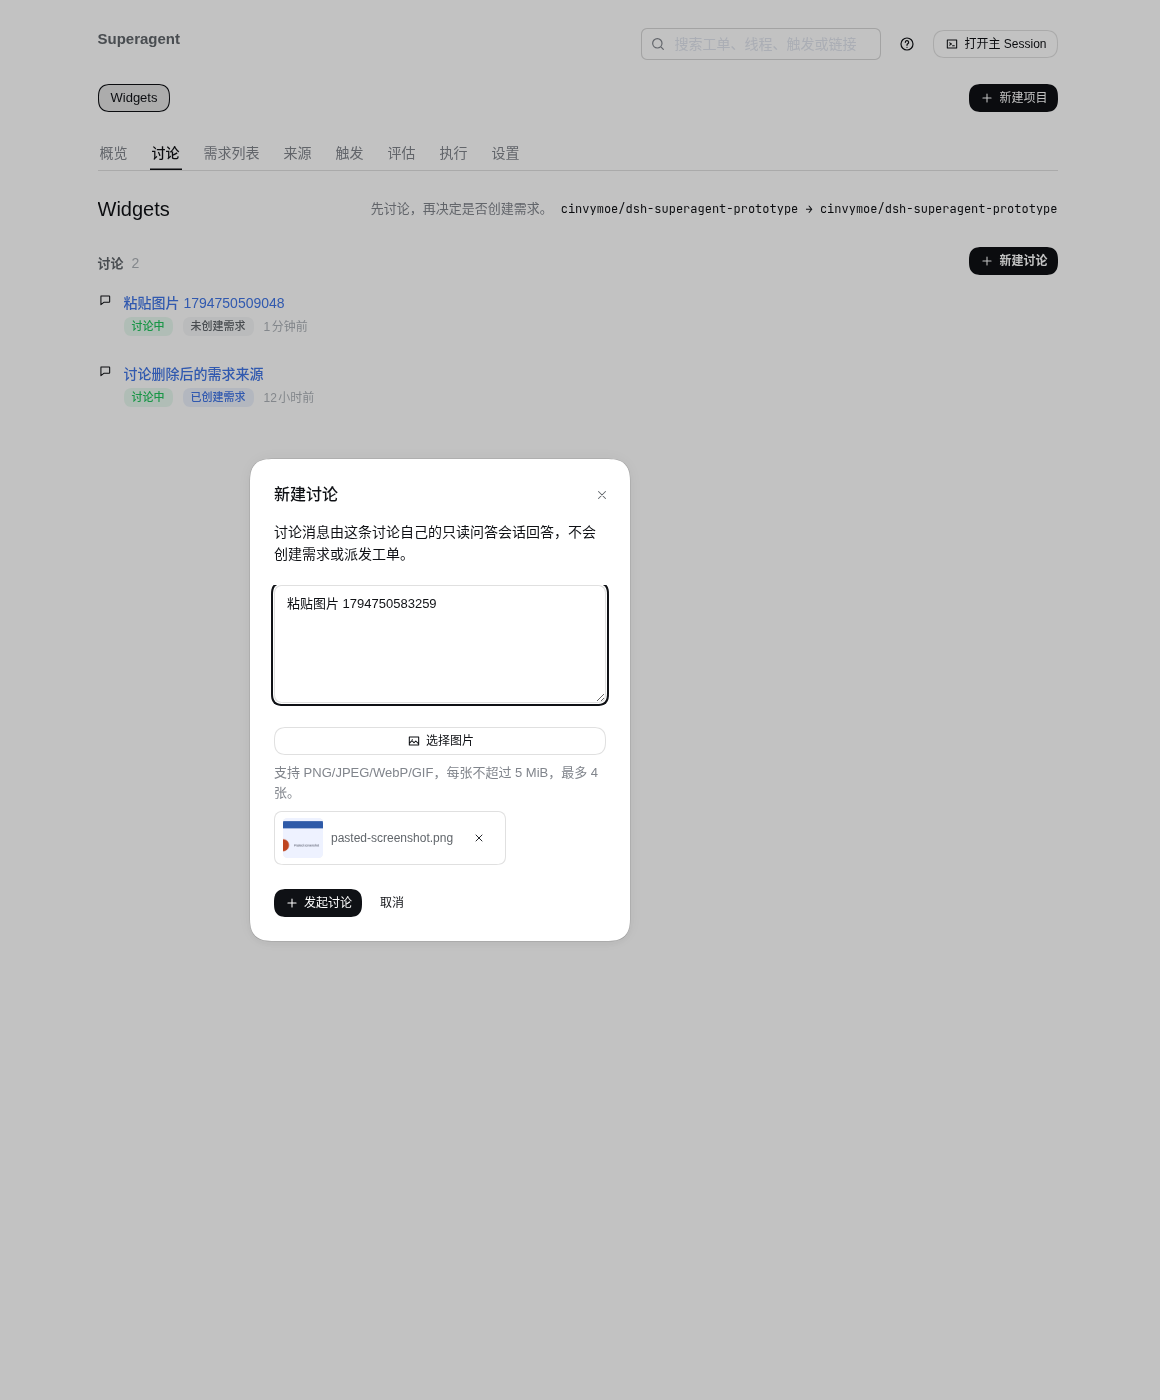 Superagent
搜索工单、线程、触发或链接
打开主 Session
Widgets
新建项目
概览 讨论 需求列表 来源 触发 评估 执行 设置
Widgets
先讨论，再决定是否创建需求。 cinvymoe/dsh-superagent-prototype → cinvymoe/dsh-superagent-prototype
讨论 2
新建讨论
粘贴图片 1794750509048
讨论中 未创建需求 1 分钟前
讨论删除后的需求来源
讨论中 已创建需求 12 小时前
新建讨论
讨论消息由这条讨论自己的只读问答会话回答，不会
创建需求或派发工单。
粘贴图片 1794750583259
选择图片
支持 PNG/JPEG/WebP/GIF，每张不超过 5 MiB，最多 4
张。
pasted-screenshot.png
发起讨论 取消